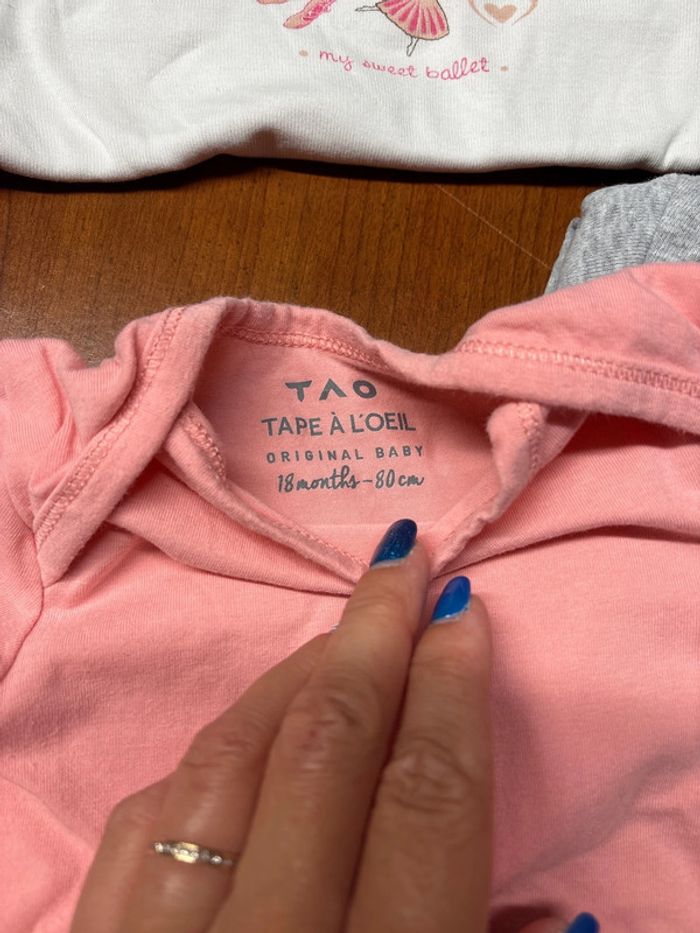 my sweet ballet
TAO
TAPE À L'OEIL
ORIGINAL BABY
18 months - 80 cm